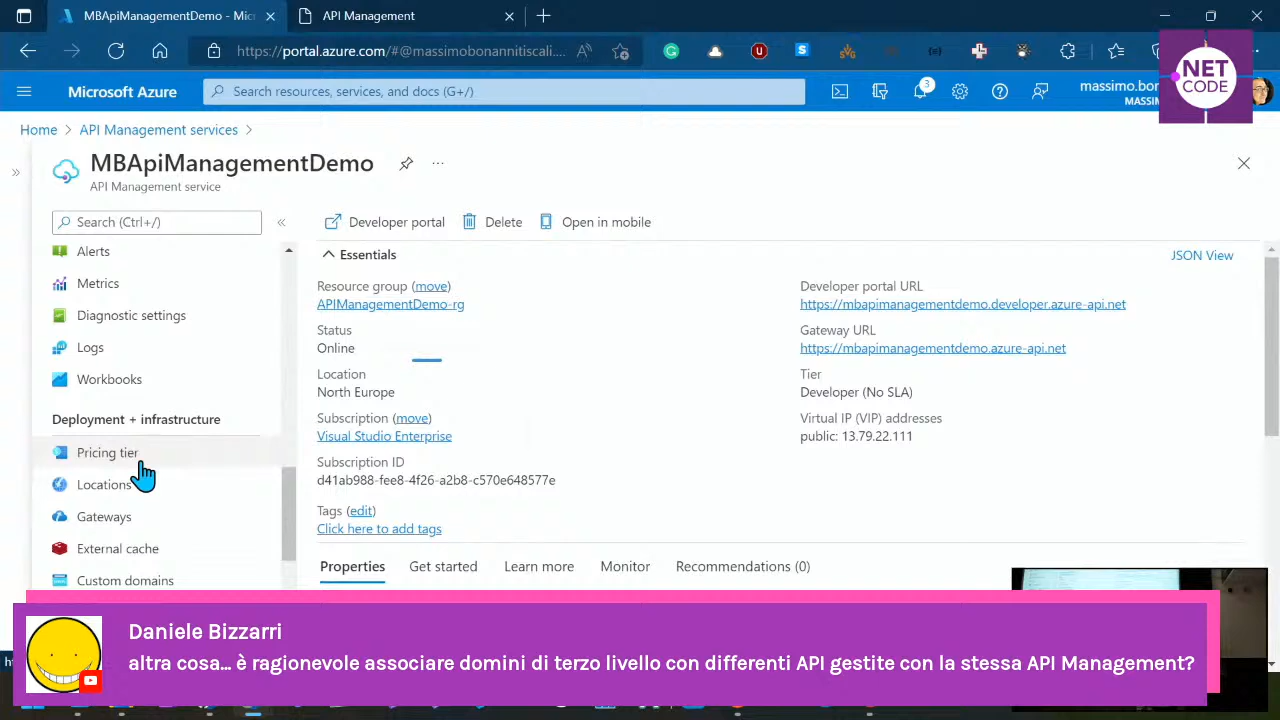 MBApiManagementDemo - Mic
API Management
https://portal.azure.com/#@massimobonannitiscali....
Microsoft Azure
Search resources, services, and docs (G+/)
3
massimo.bon
MASSIM
NET
CODE
Home
API Management services
MBApiManagementDemo
API Management service
Search (Ctrl+/)
Developer portal
Delete
Open in mobile
Alerts
Metrics
Diagnostic settings
Logs
Workbooks
Deployment + infrastructure
Pricing tier
Locations
Gateways
External cache
Custom domains
Essentials
JSON View
Resource group (move)
APIManagementDemo-rg
Status
Online
Location
North Europe
Subscription (move)
Visual Studio Enterprise
Subscription ID
d41ab988-fee8-4f26-a2b8-c570e648577e
Tags (edit)
Click here to add tags
Developer portal URL
https://mbapimanagementdemo.developer.azure-api.net
Gateway URL
https://mbapimanagementdemo.azure-api.net
Tier
Developer (No SLA)
Virtual IP (VIP) addresses
public: 13.79.22.111
Properties
Get started
Learn more
Monitor
Recommendations (0)
Daniele Bizzarri
altra cosa... è ragionevole associare domini di terzo livello con differenti API gestite con la stessa API Management?